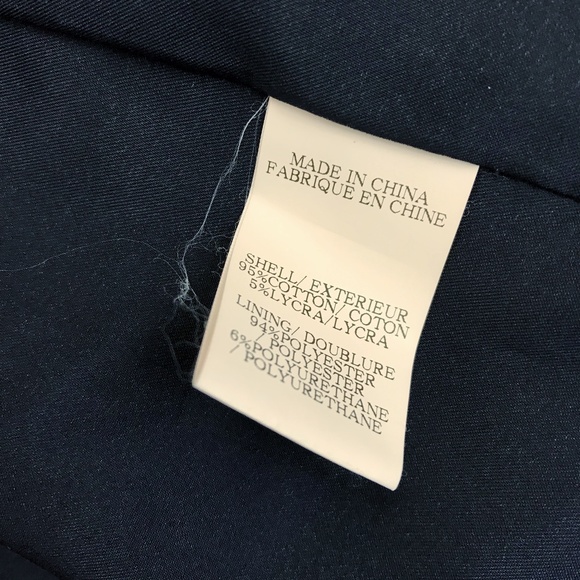 MADE IN CHINA
FABRIQUE EN CHINE
SHELL/ EXTERIEUR
95%COTTON/ COTON
5%LYCRA/LYCRA
LINING/ DOUBLURE
94%POLYESTER
/ POLYESTER
6%POLYESTER
/POLYURETHANE
/POLYURETHANE